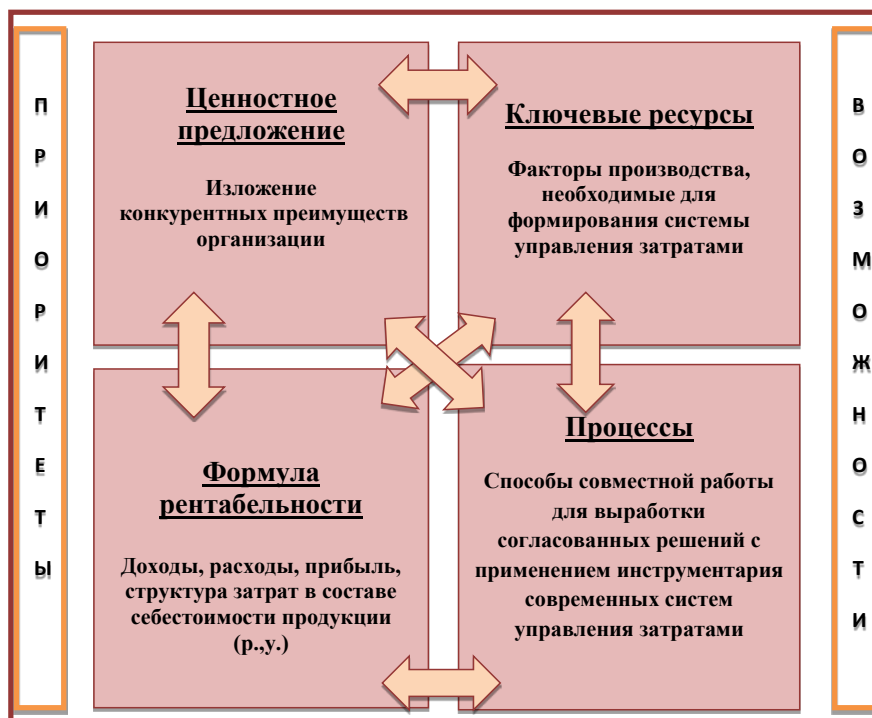 ПРИОРИТЕТЫ
Ценностное
предложение
Изложение
конкурентных преимуществ
организации
Ключевые ресурсы
Факторы производства,
необходимые для
формирования системы
управления затратами
Формула
рентабельности
Доходы, расходы, прибыль,
структура затрат в составе
себестоимости продукции
(р.,у.)
Процессы
Способы совместной работы
для выработки
согласованных решений с
применением инструментария
современных систем
управления затратами
ВОЗМОЖНОСТИ